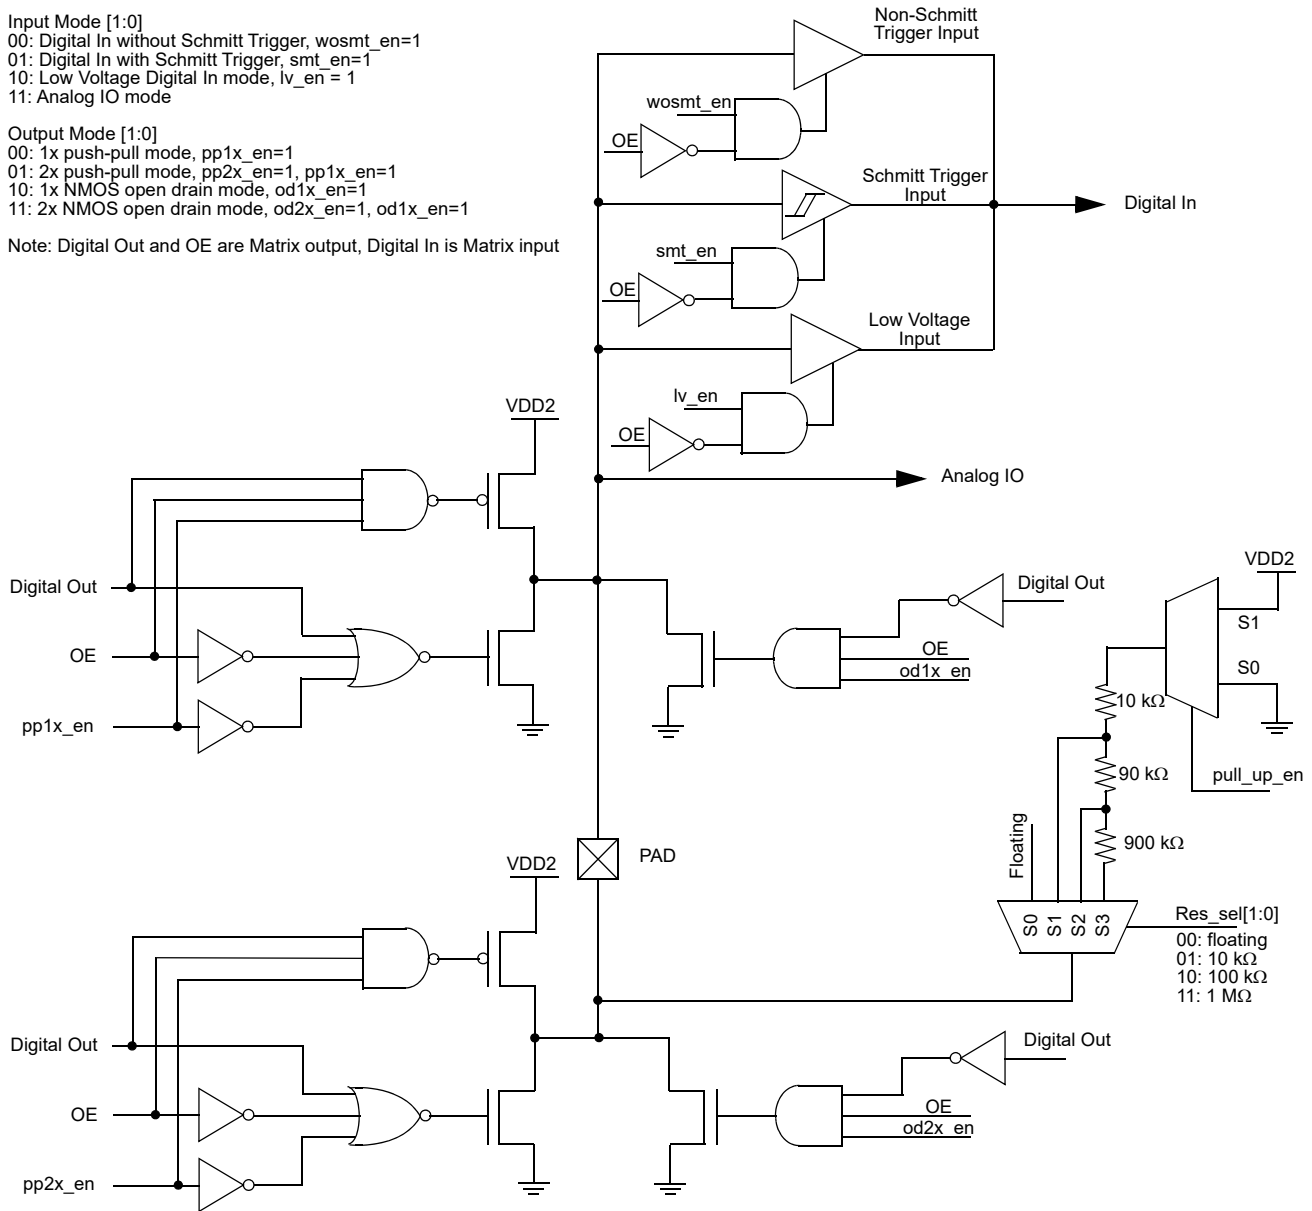 Input Mode [1:0]
00: Digital In without Schmitt Trigger, wosmt_en=1
01: Digital In with Schmitt Trigger, smt_en=1
10: Low Voltage Digital In mode, lv_en = 1
11: Analog IO mode
Output Mode [1:0]
00: 1x push-pull mode, pp1x_en=1
01: 2x push-pull mode, pp2x_en=1, pp1x_en=1
10: 1x NMOS open drain mode, od1x_en=1
11: 2x NMOS open drain mode, od2x_en=1, od1x_en=1
Note: Digital Out and OE are Matrix output, Digital In is Matrix input
Non-Schmitt
Trigger Input
wosmt_en
OE
Schmitt Trigger
Input
Digital In
smt_en
OE
Low Voltage
Input
lv_en
OE
Analog IO
VDD2
Digital Out
OE
pp1x_en
Digital Out
OE
od1x_en
VDD2
S1
S0
pull_up_en
10 kΩ
90 kΩ
900 kΩ
Floating
S0
S1
S2
S3
Res_sel[1:0]
00: floating
01: 10 kΩ
10: 100 kΩ
11: 1 MΩ
PAD
VDD2
Digital Out
OE
pp2x_en
Digital Out
OE
od2x_en